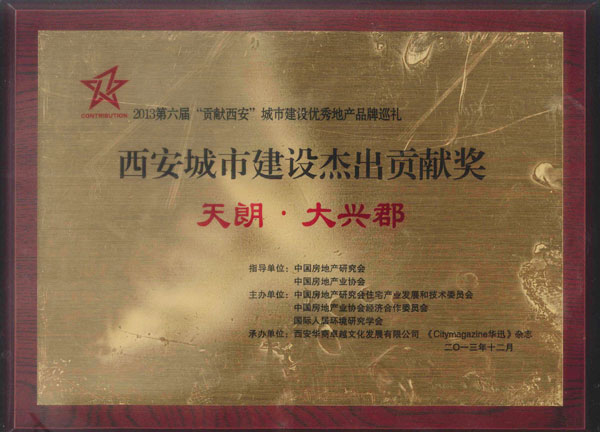 CONTRIBUTION
2013第六届“贡献西安”城市建设优秀地产品牌巡礼
西安城市建设杰出贡献奖
天朗·大兴郡
指导单位：中国房地产研究会
中国房地产业协会
主办单位：中国房地产研究会住宅产业发展和技术委员会
中国房地产业协会经济合作委员会
国际人居环境研究学会
承办单位：西安华商卓越文化发展有限公司 《Citymagazine华迅》杂志
二〇一三年十二月